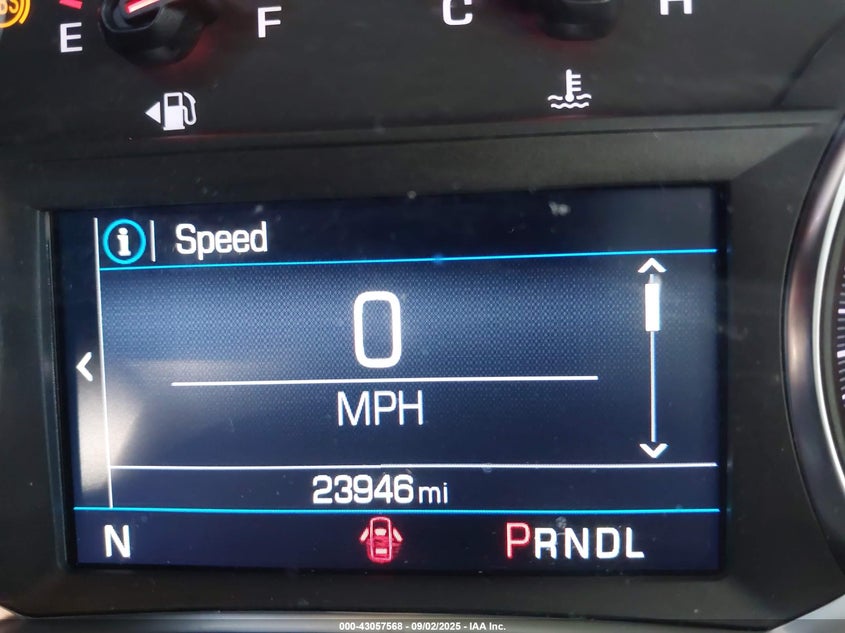 E F C H
Speed
0
MPH
23946 mi
N PRNDL
000-43057568 - 09/02/2025 - IAA Inc.